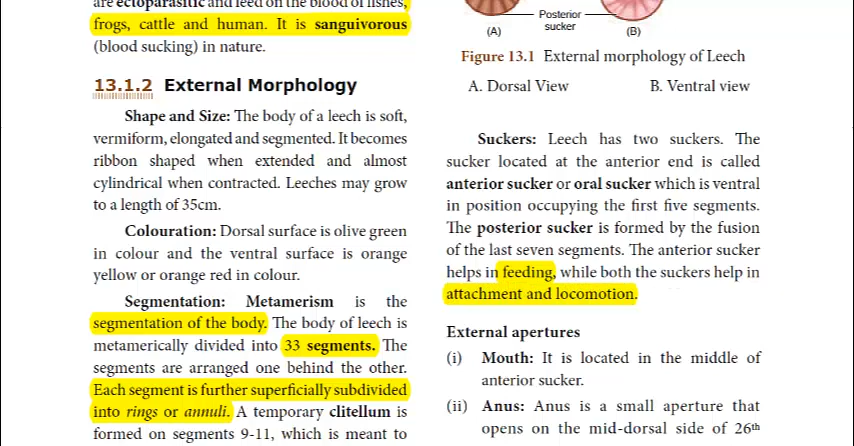 are ectoparasitic and feed on the blood of fishes,
frogs, cattle and human. It is sanguivorous
(blood sucking) in nature.
13.1.2 External Morphology
Shape and Size: The body of a leech is soft,
vermiform, elongated and segmented. It becomes
ribbon shaped when extended and almost
cylindrical when contracted. Leeches may grow
to a length of 35cm.
Colouration: Dorsal surface is olive green
in colour and the ventral surface is orange
yellow or orange red in colour.
Segmentation: Metamerism is the
segmentation of the body. The body of leech is
metamerically divided into 33 segments. The
segments are arranged one behind the other.
Each segment is further superficially subdivided
into rings or annuli. A temporary clitellum is
formed on segments 9-11, which is meant to
Posterior
sucker
(A)
(B)
Figure 13.1 External morphology of Leech
A. Dorsal View B. Ventral view
Suckers: Leech has two suckers. The
sucker located at the anterior end is called
anterior sucker or oral sucker which is ventral
in position occupying the first five segments.
The posterior sucker is formed by the fusion
of the last seven segments. The anterior sucker
helps in feeding, while both the suckers help in
attachment and locomotion.
External apertures
(i) Mouth: It is located in the middle of
anterior sucker.
(ii) Anus: Anus is a small aperture that
opens on the mid-dorsal side of 26th